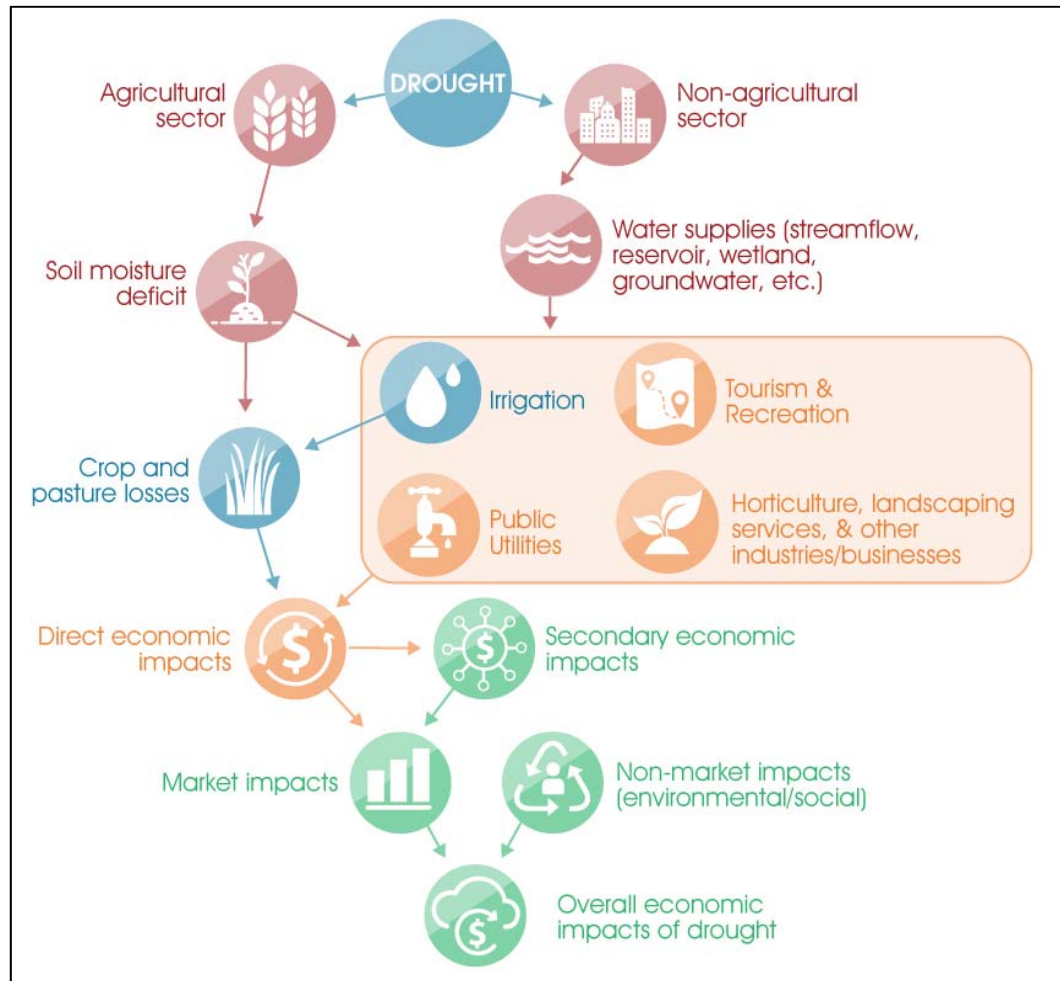 DROUGHT
Agricultural
sector
Non-agricultural
sector
Water supplies (streamflow,
reservoir, wetland,
groundwater, etc.)
Soil moisture
deficit
Irrigation
Tourism &
Recreation
Crop and
pasture losses
Public
Utilities
Horticulture, landscaping
services, & other
industries/businesses
Direct economic
impacts
$
$
Secondary economic
impacts
Market impacts
Non-market impacts
(environmental/social)
$
Overall economic
impacts of drought